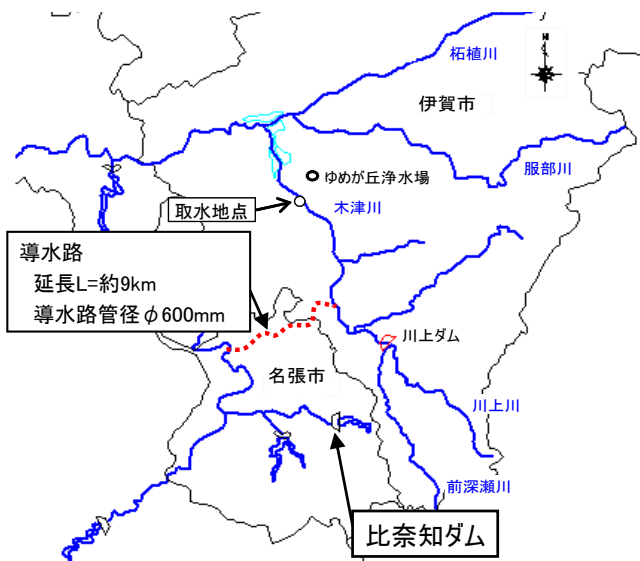 柘植川
伊賀市
服部川
ゆめが丘浄水場
取水地点
木津川
導水路
延長L=約9km
導水路管径φ600mm
川上ダム
名張市
川上川
前深瀬川
比奈知ダム